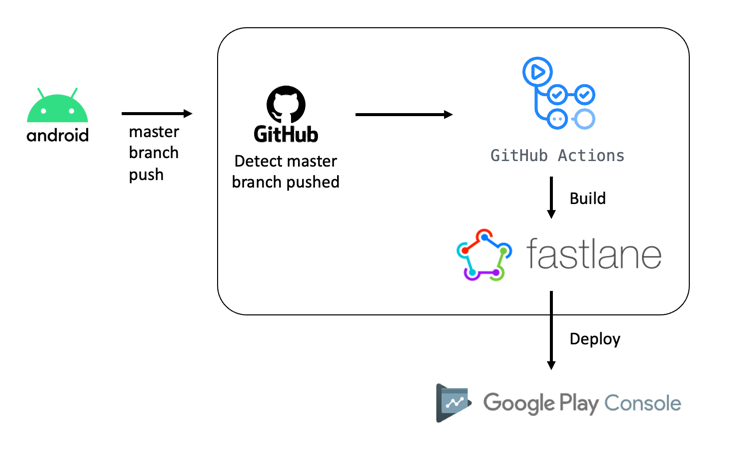 android
master
branch
push
GitHub
Detect master
branch pushed
GitHub Actions
Build
fastlane
Deploy
Google Play Console